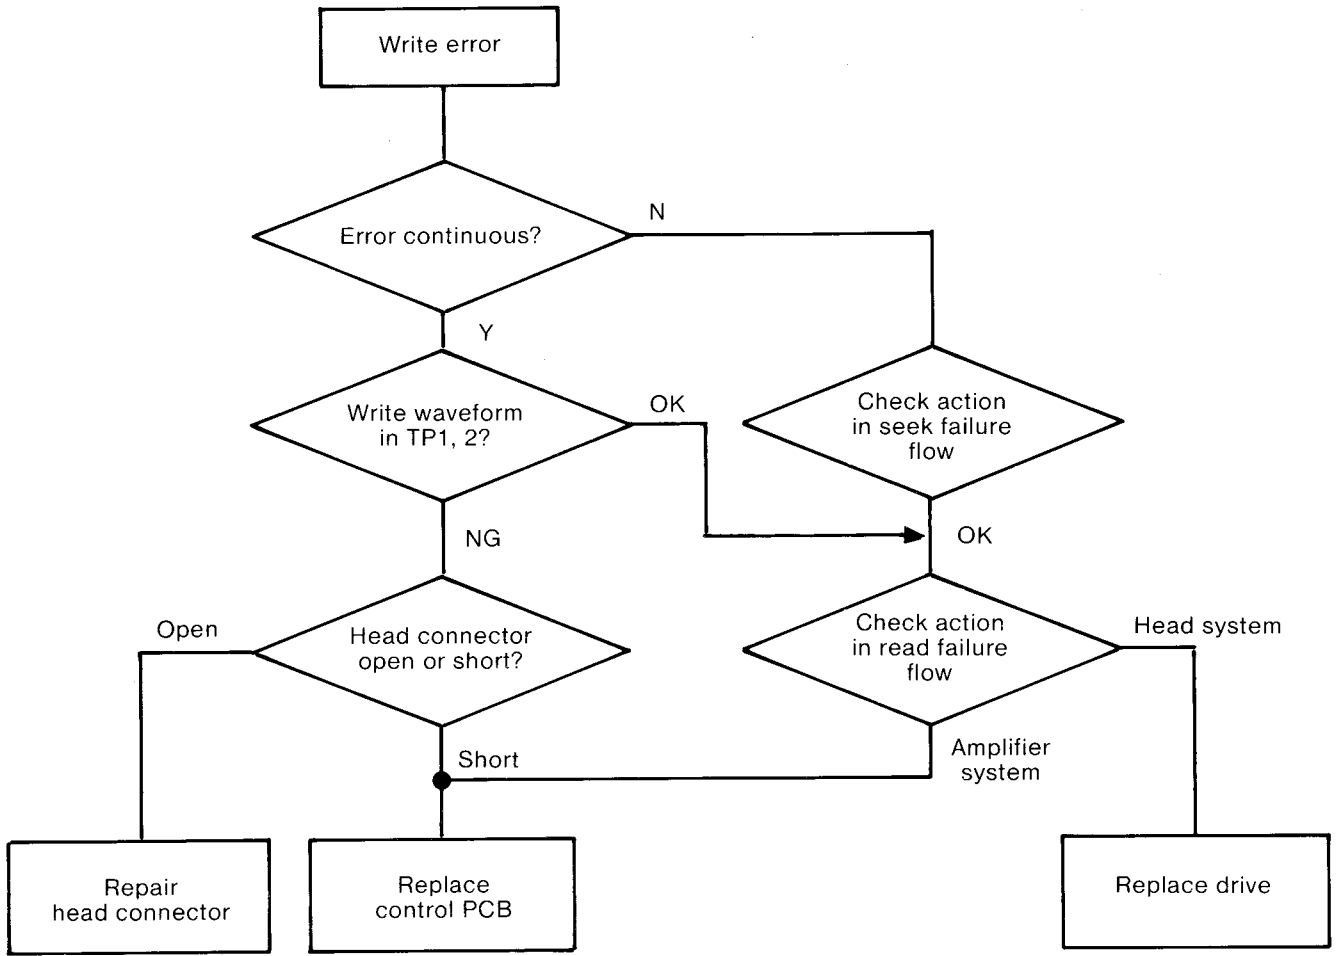 Write error
Error continuous?
N
Y
Write waveform
in TP1, 2?
OK
Check action
in seek failure
flow
NG
OK
Open
Head connector
open or short?
Check action
in read failure
flow
Head system
Short
Amplifier
system
Repair
head connector
Replace
control PCB
Replace drive